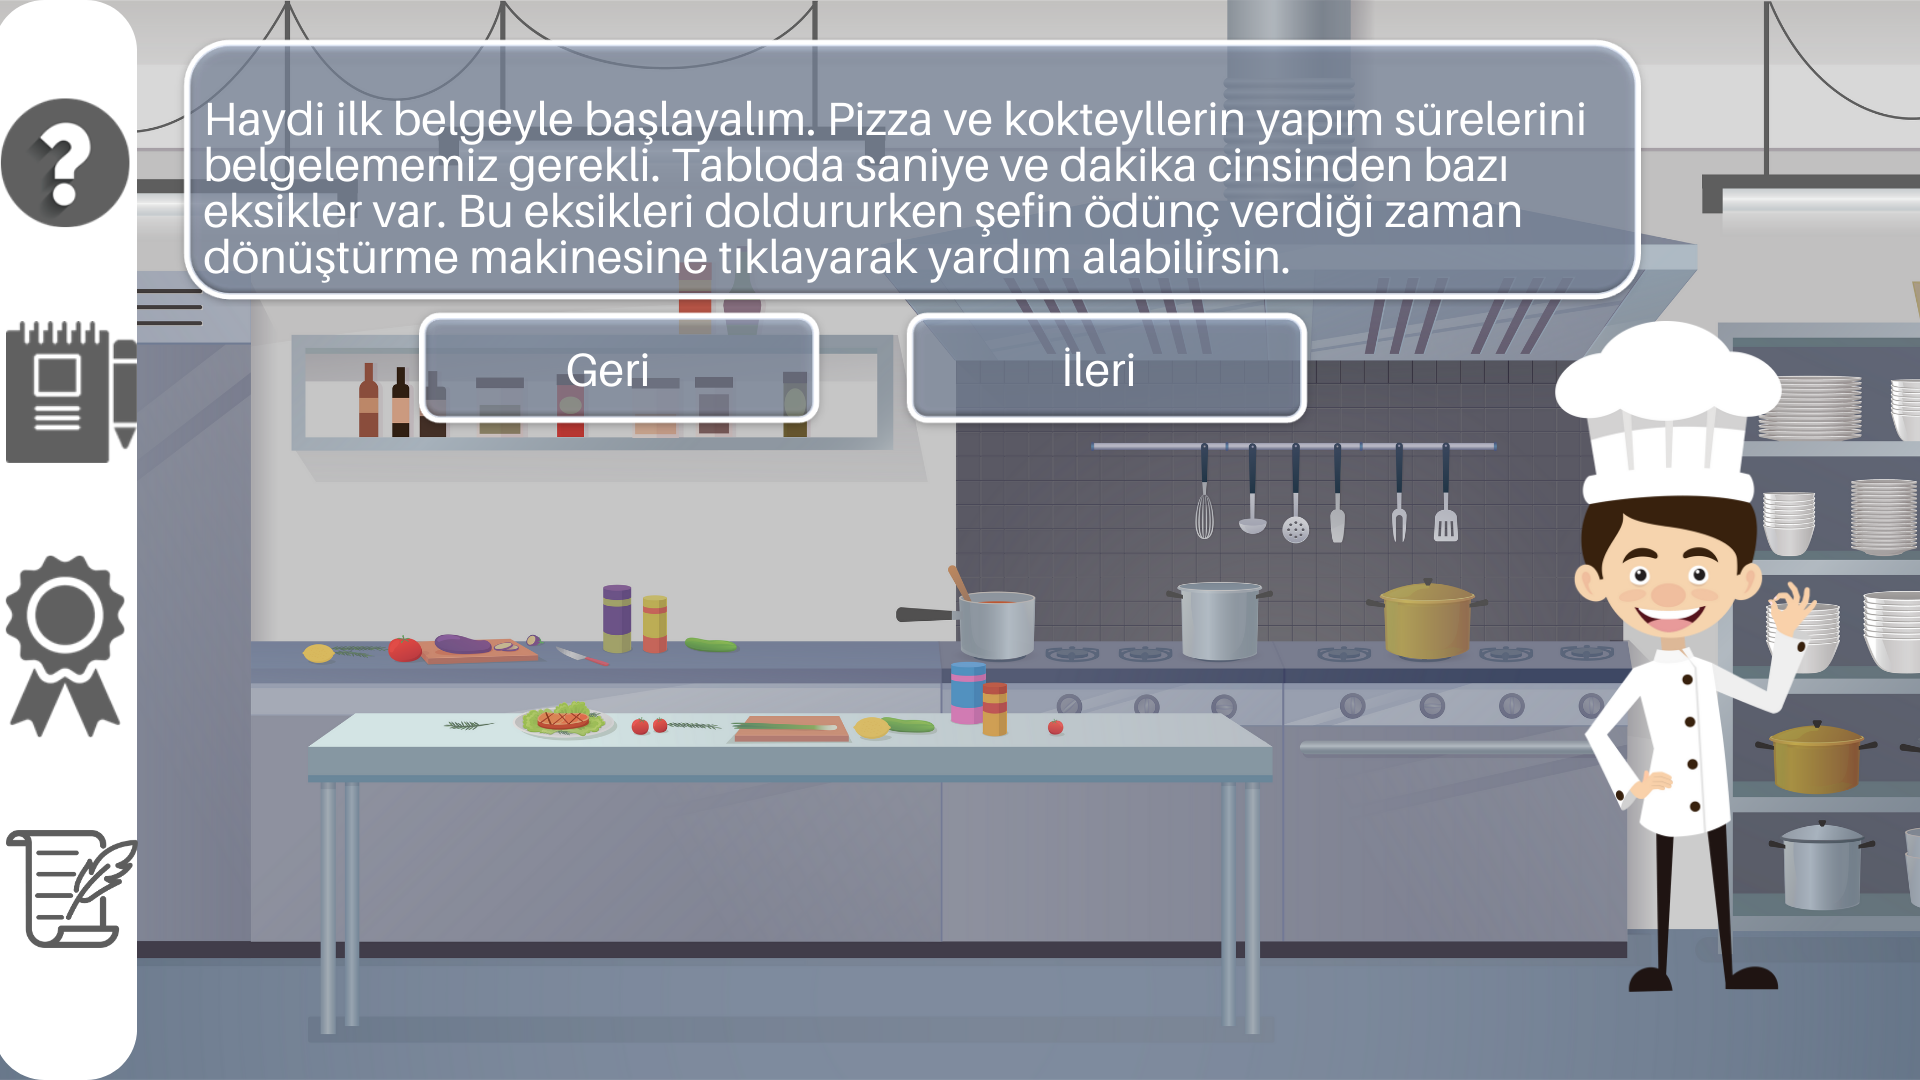 Haydi ilk belgeyle başlayalım. Pizza ve kokteyllerin yapım sürelerini
belgelememiz gerekli. Tabloda saniye ve dakika cinsinden bazı
eksikler var. Bu eksikleri doldururken şefin ödünç verdiği zaman
dönüştürme makinesine tıklayarak yardım alabilirsin.
Geri
İleri